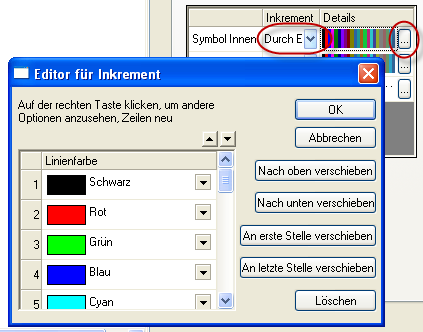 Inkrement Details
Symbol Innen Durch E ...
Editor für Inkrement
Auf der rechten Taste klicken, um andere
Optionen anzusehen, Zeilen neu
OK
Abbrechen
Linienfarbe
1 Schwarz
2 Rot
3 Grün
4 Blau
5 Cyan
Nach oben verschieben
Nach unten verschieben
An erste Stelle verschieben
An letzte Stelle verschieben
Löschen